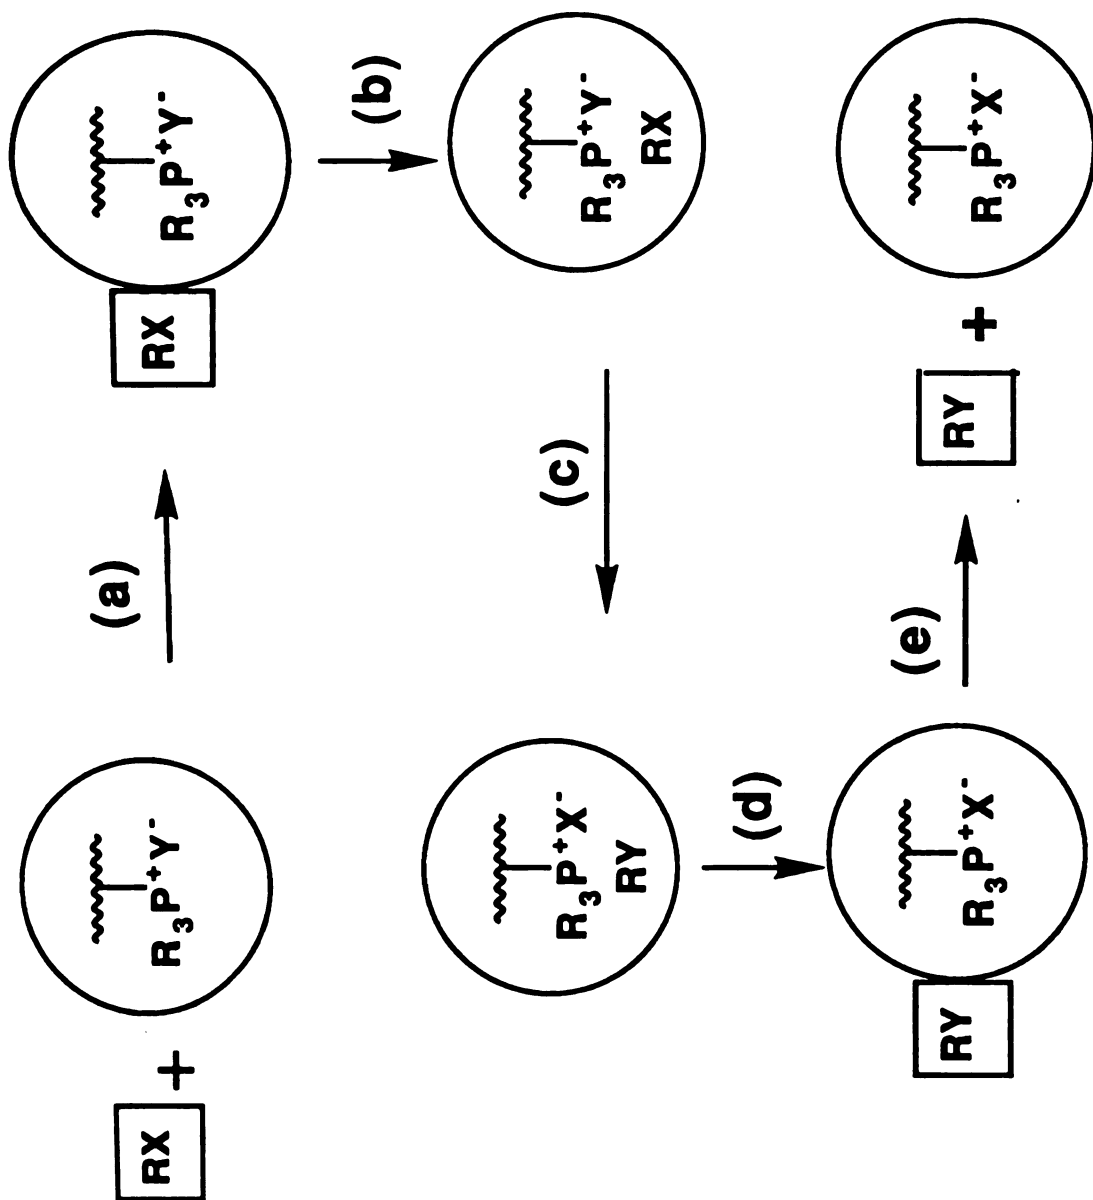 (a)
RX + R₃P⁺Y⁻
RX R₃P⁺Y⁻
(b)
(c)
R₃P⁺X⁻
RY
R₃P⁺Y⁻
RX
(d)
(e)
RY R₃P⁺X⁻
RY + R₃P⁺X⁻